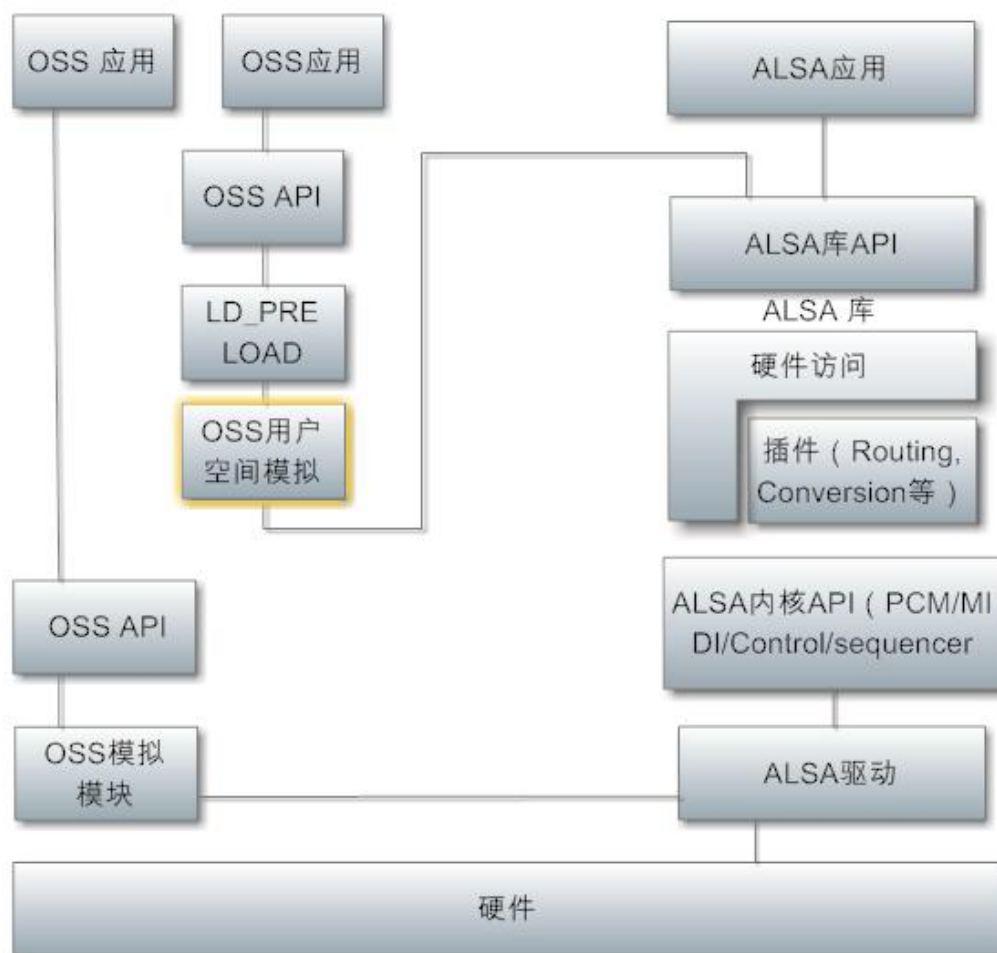 OSS 应用
OSS应用
ALSA应用
OSS API
ALSA库API
ALSA 库
LD_PRE
LOAD
硬件访问
OSS用户
空间模拟
插件（Routing,
Conversion等）
OSS API
ALSA内核API（PCM/MI
DI/Control/sequencer
OSS模拟
模块
ALSA驱动
硬件